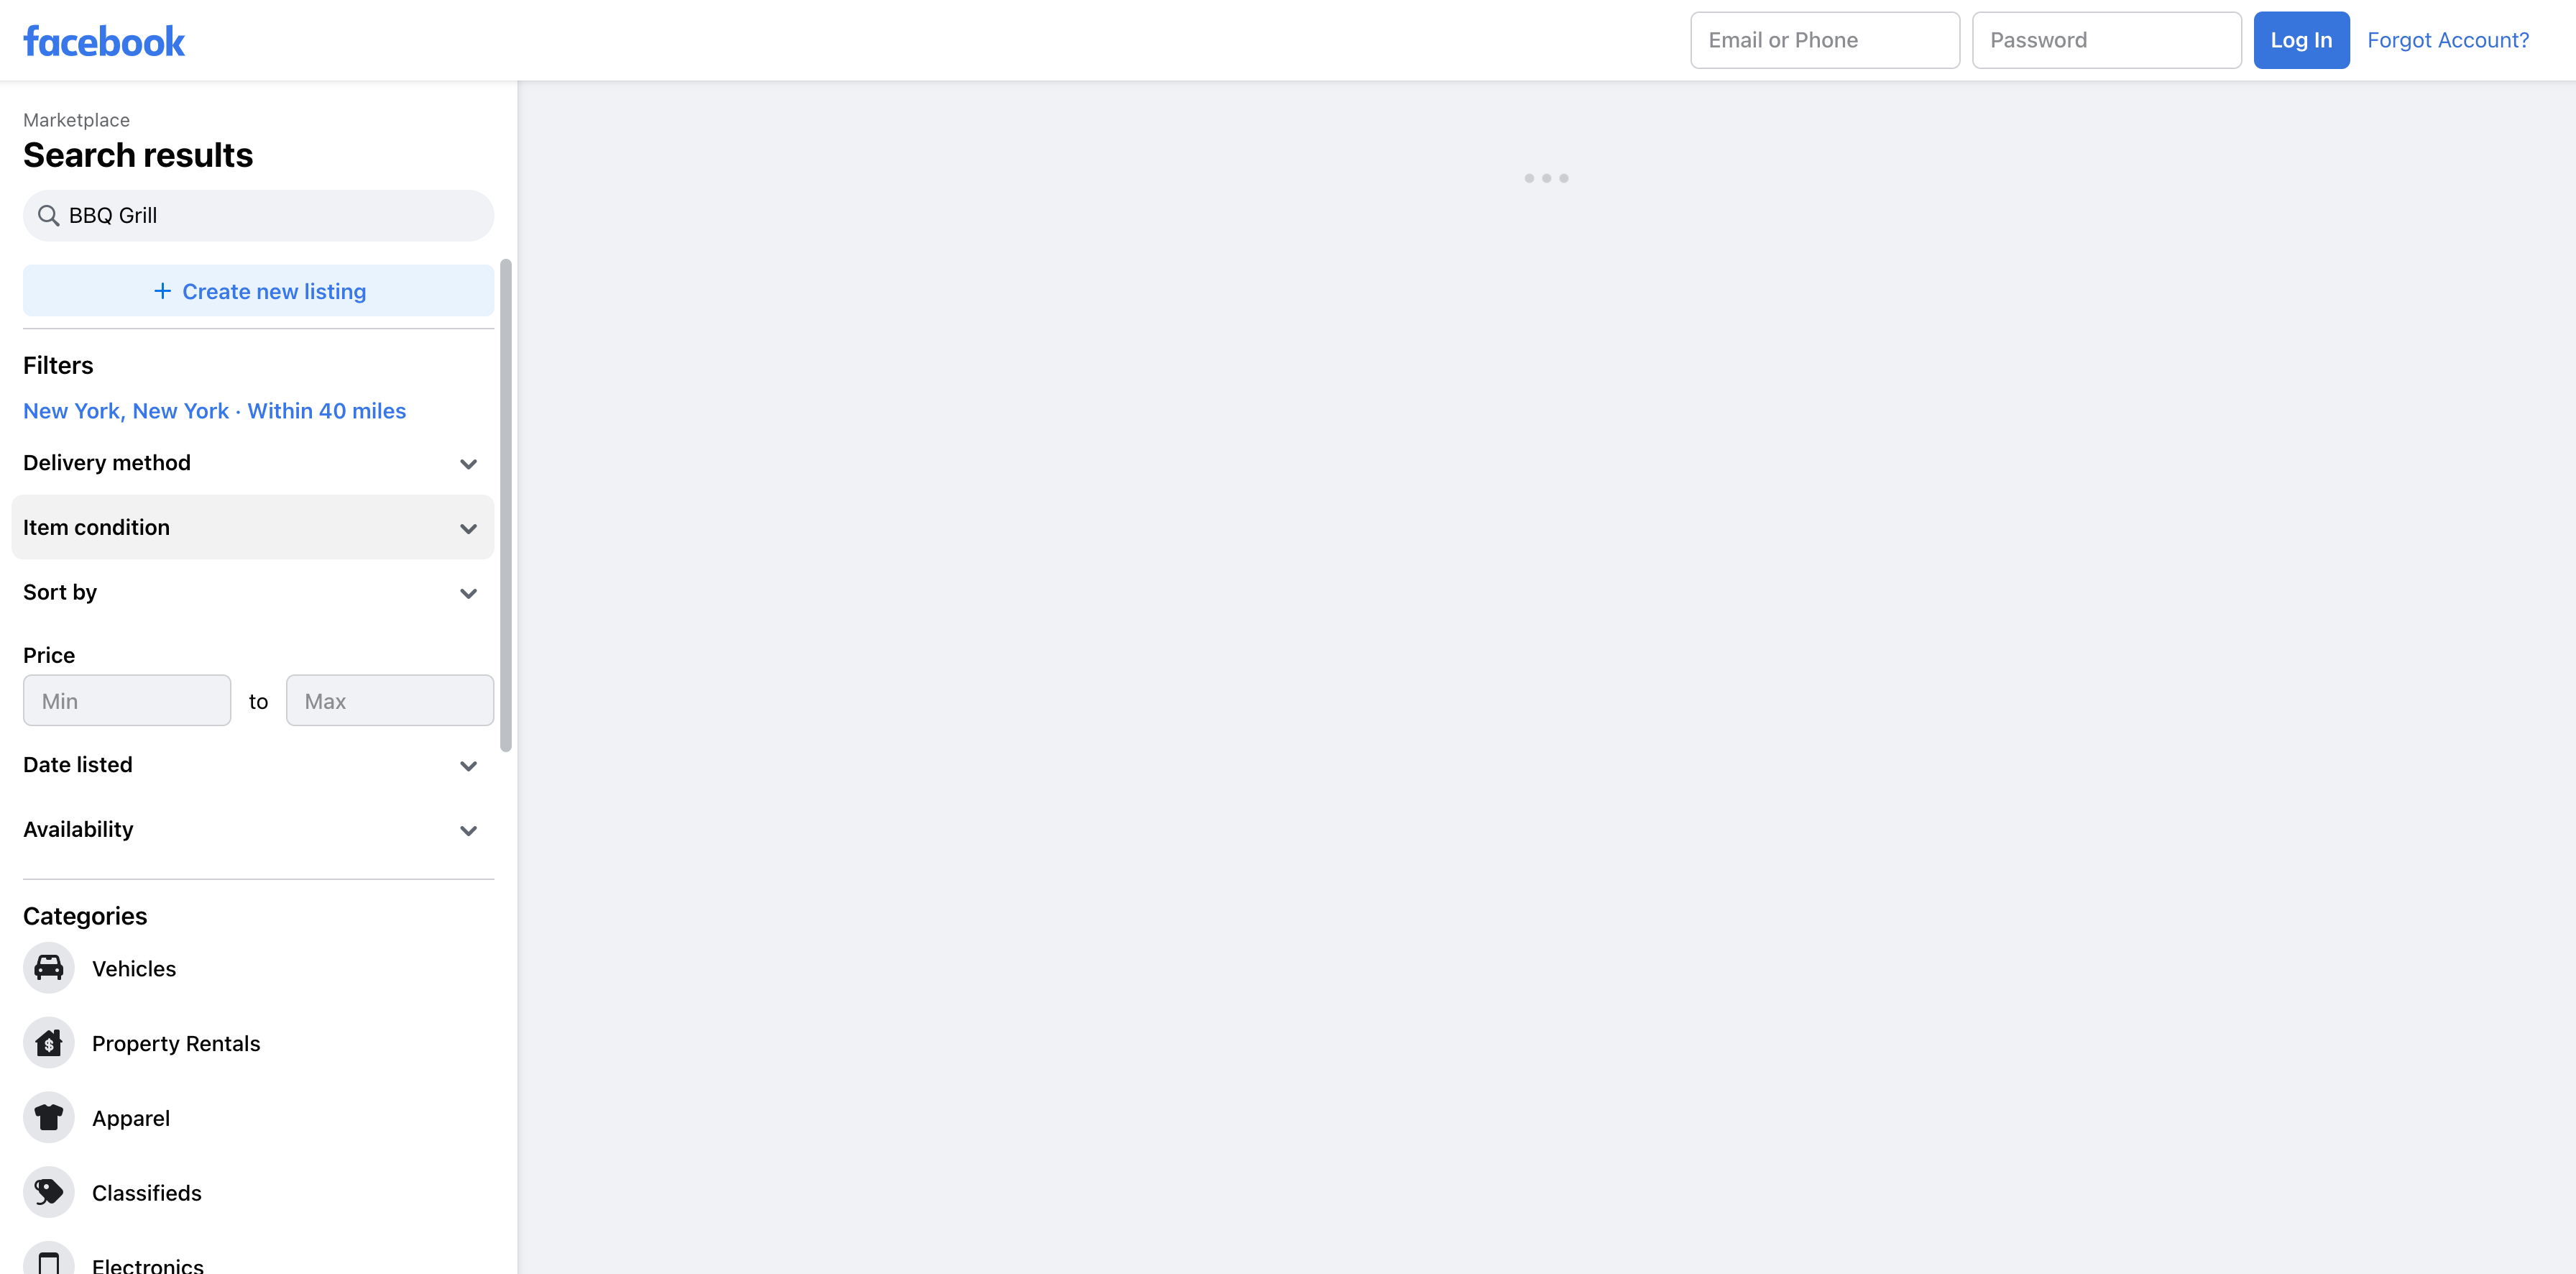 facebook
Email or Phone
Password
Log In
Forgot Account?
Marketplace
Search results
BBQ Grill
+ Create new listing
Filters
New York, New York · Within 40 miles
Delivery method
Item condition
Sort by
Price
Min to Max
Date listed
Availability
Categories
Vehicles
$
Property Rentals
Apparel
Classifieds
Electronics